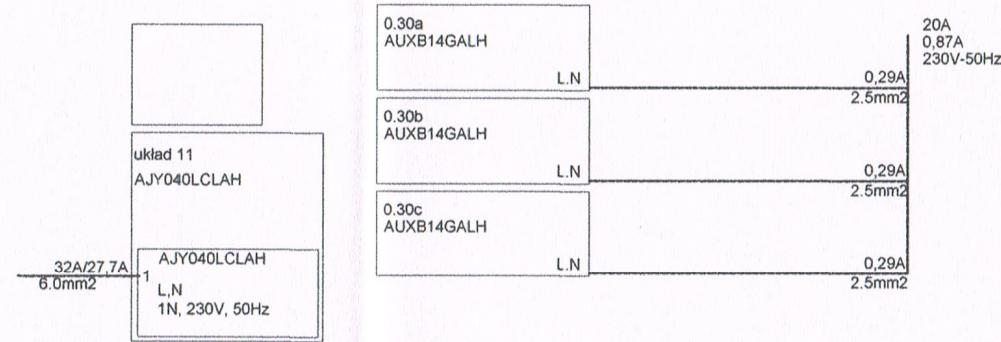 układ 11
AJY040LCLAH
AJY040LCLAH
32A/27,7A
1
6.0mm2
L,N
1N, 230V, 50Hz
0.30a
AUXB14GALH
L.N
0,29A
2.5mm2
0.30b
AUXB14GALH
L.N
0,29A
2.5mm2
0.30c
AUXB14GALH
L.N
0,29A
2.5mm2
20A
0,87A
230V-50Hz